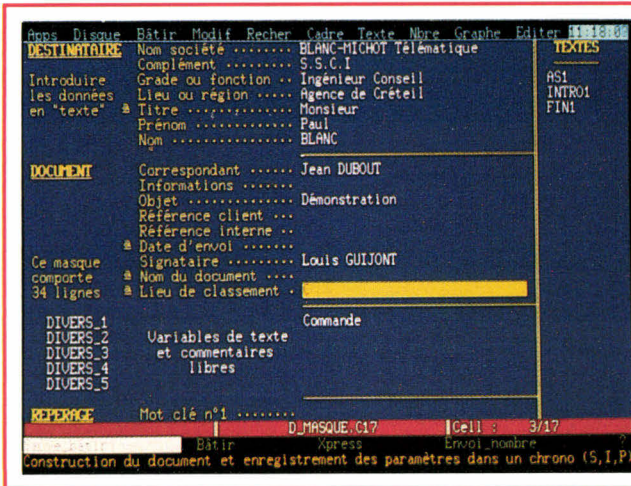 Apps Disque Bâtir Modif Recher Cadre Texte Nbre Graphe Editer 11:18:00
DESTINATAIRE Nom société ········ BLANC-MICHOT Télématique TEXTES
Complément ········· S.S.C.I
Introduire Grade ou fonction ·· Ingénieur Conseil AS1
les données Lieu ou région ····· Agence de Créteil INTRO1
en "texte" Titre ·············· Monsieur FIN1
Prénom ············· Paul
Nom ················ BLANC
DOCUMENT Correspondant ······ Jean DUBOUT
Informations ·······
Objet ·············· Démonstration
Référence client ···
Référence interne ··
Date d'envoi ·······
Ce masque Signataire ········· Louis GUIJONT
comporte Nom du document ····
34 lignes Lieu de classement ·
DIVERS_1 Commande
DIVERS_2 Variables de texte
DIVERS_3 et commentaires
DIVERS_4 libres
DIVERS_5
REPERAGE Mot clé n°1 ········
D_MASQUE.C17 Cell : 3/17
Bâtir Xpress Envoi_nombre ?
Construction du document et enregistrement des paramètres dans un chrono (S,I,P)